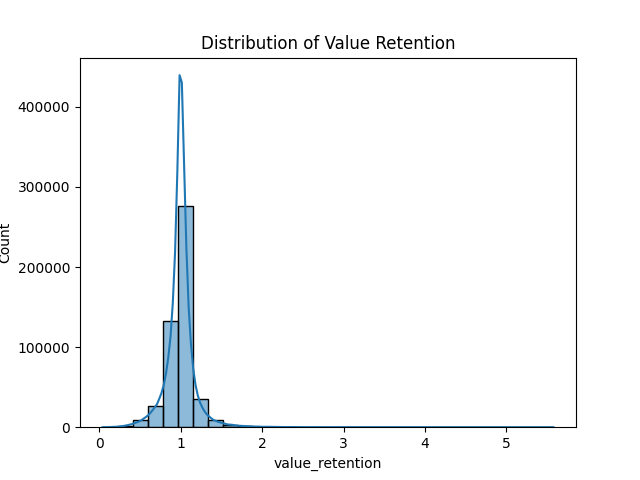 Distribution of Value Retention
Count
400000
300000
200000
100000
0
0 1 2 3 4 5
value_retention